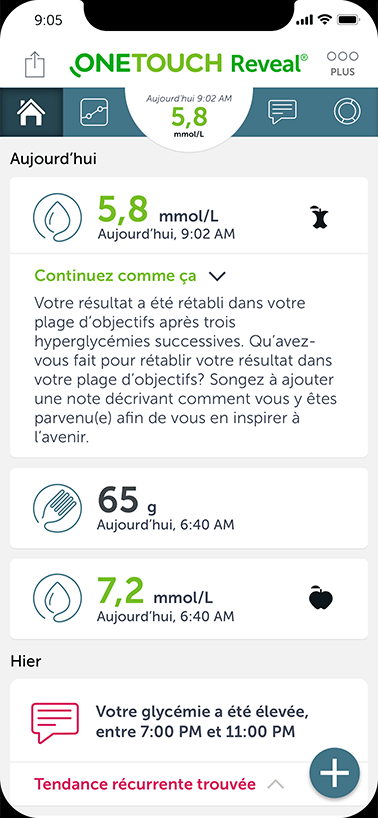 9:05
ONETOUCH Reveal®
PLUS
Aujourd’hui 9:02 AM
5,8
mmol/L
Aujourd’hui
5,8 mmol/L
Aujourd’hui, 9:02 AM
Continuez comme ça
Votre résultat a été rétabli dans votre
plage d’objectifs après trois
hyperglycémies successives. Qu’avez-
vous fait pour rétablir votre résultat dans
votre plage d’objectifs? Songez à ajouter
une note décrivant comment vous y êtes
parvenu(e) afin de vous en inspirer à
l’avenir.
65 g
Aujourd’hui, 6:40 AM
7,2 mmol/L
Aujourd’hui, 6:40 AM
Hier
Votre glycémie a été élevée,
entre 7:00 PM et 11:00 PM
Tendance récurrente trouvée